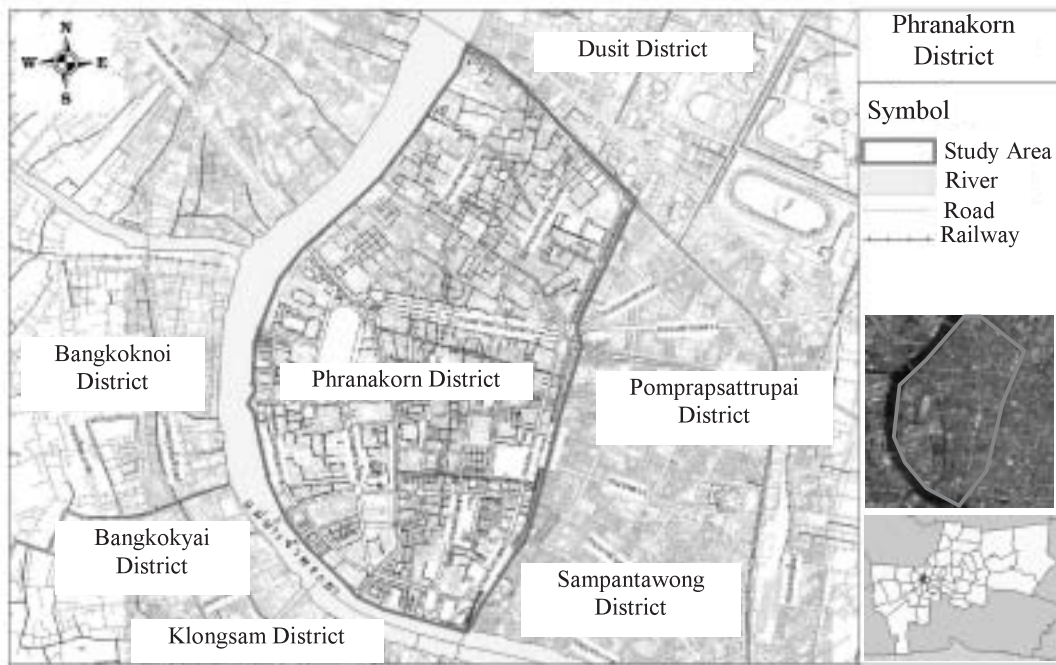 N
W E
S
Dusit District
Phranakorn
District
Symbol
Study Area
River
Road
Railway
Bangkoknoi
District
Phranakorn District
Pomprapsattrupai
District
Bangkokyai
District
Sampantawong
District
Klongsam District